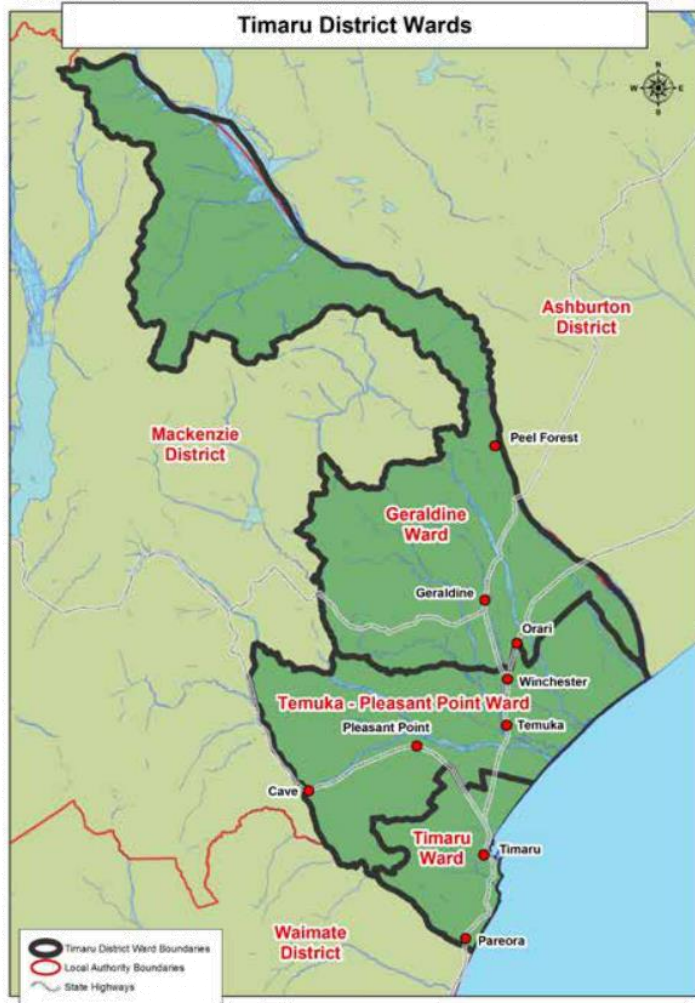 Timaru District Wards
N
W
E
S
Ashburton
District
Peel Forest
Mackenzie
District
Geraldine
Ward
Geraldine
Orari
Winchester
Temuka - Pleasant Point Ward
Pleasant Point
Temuka
Cave
Timaru
Ward
Timaru
Waimate
District
Pareora
Timaru District Ward Boundaries
Local Authority Boundaries
State Highways